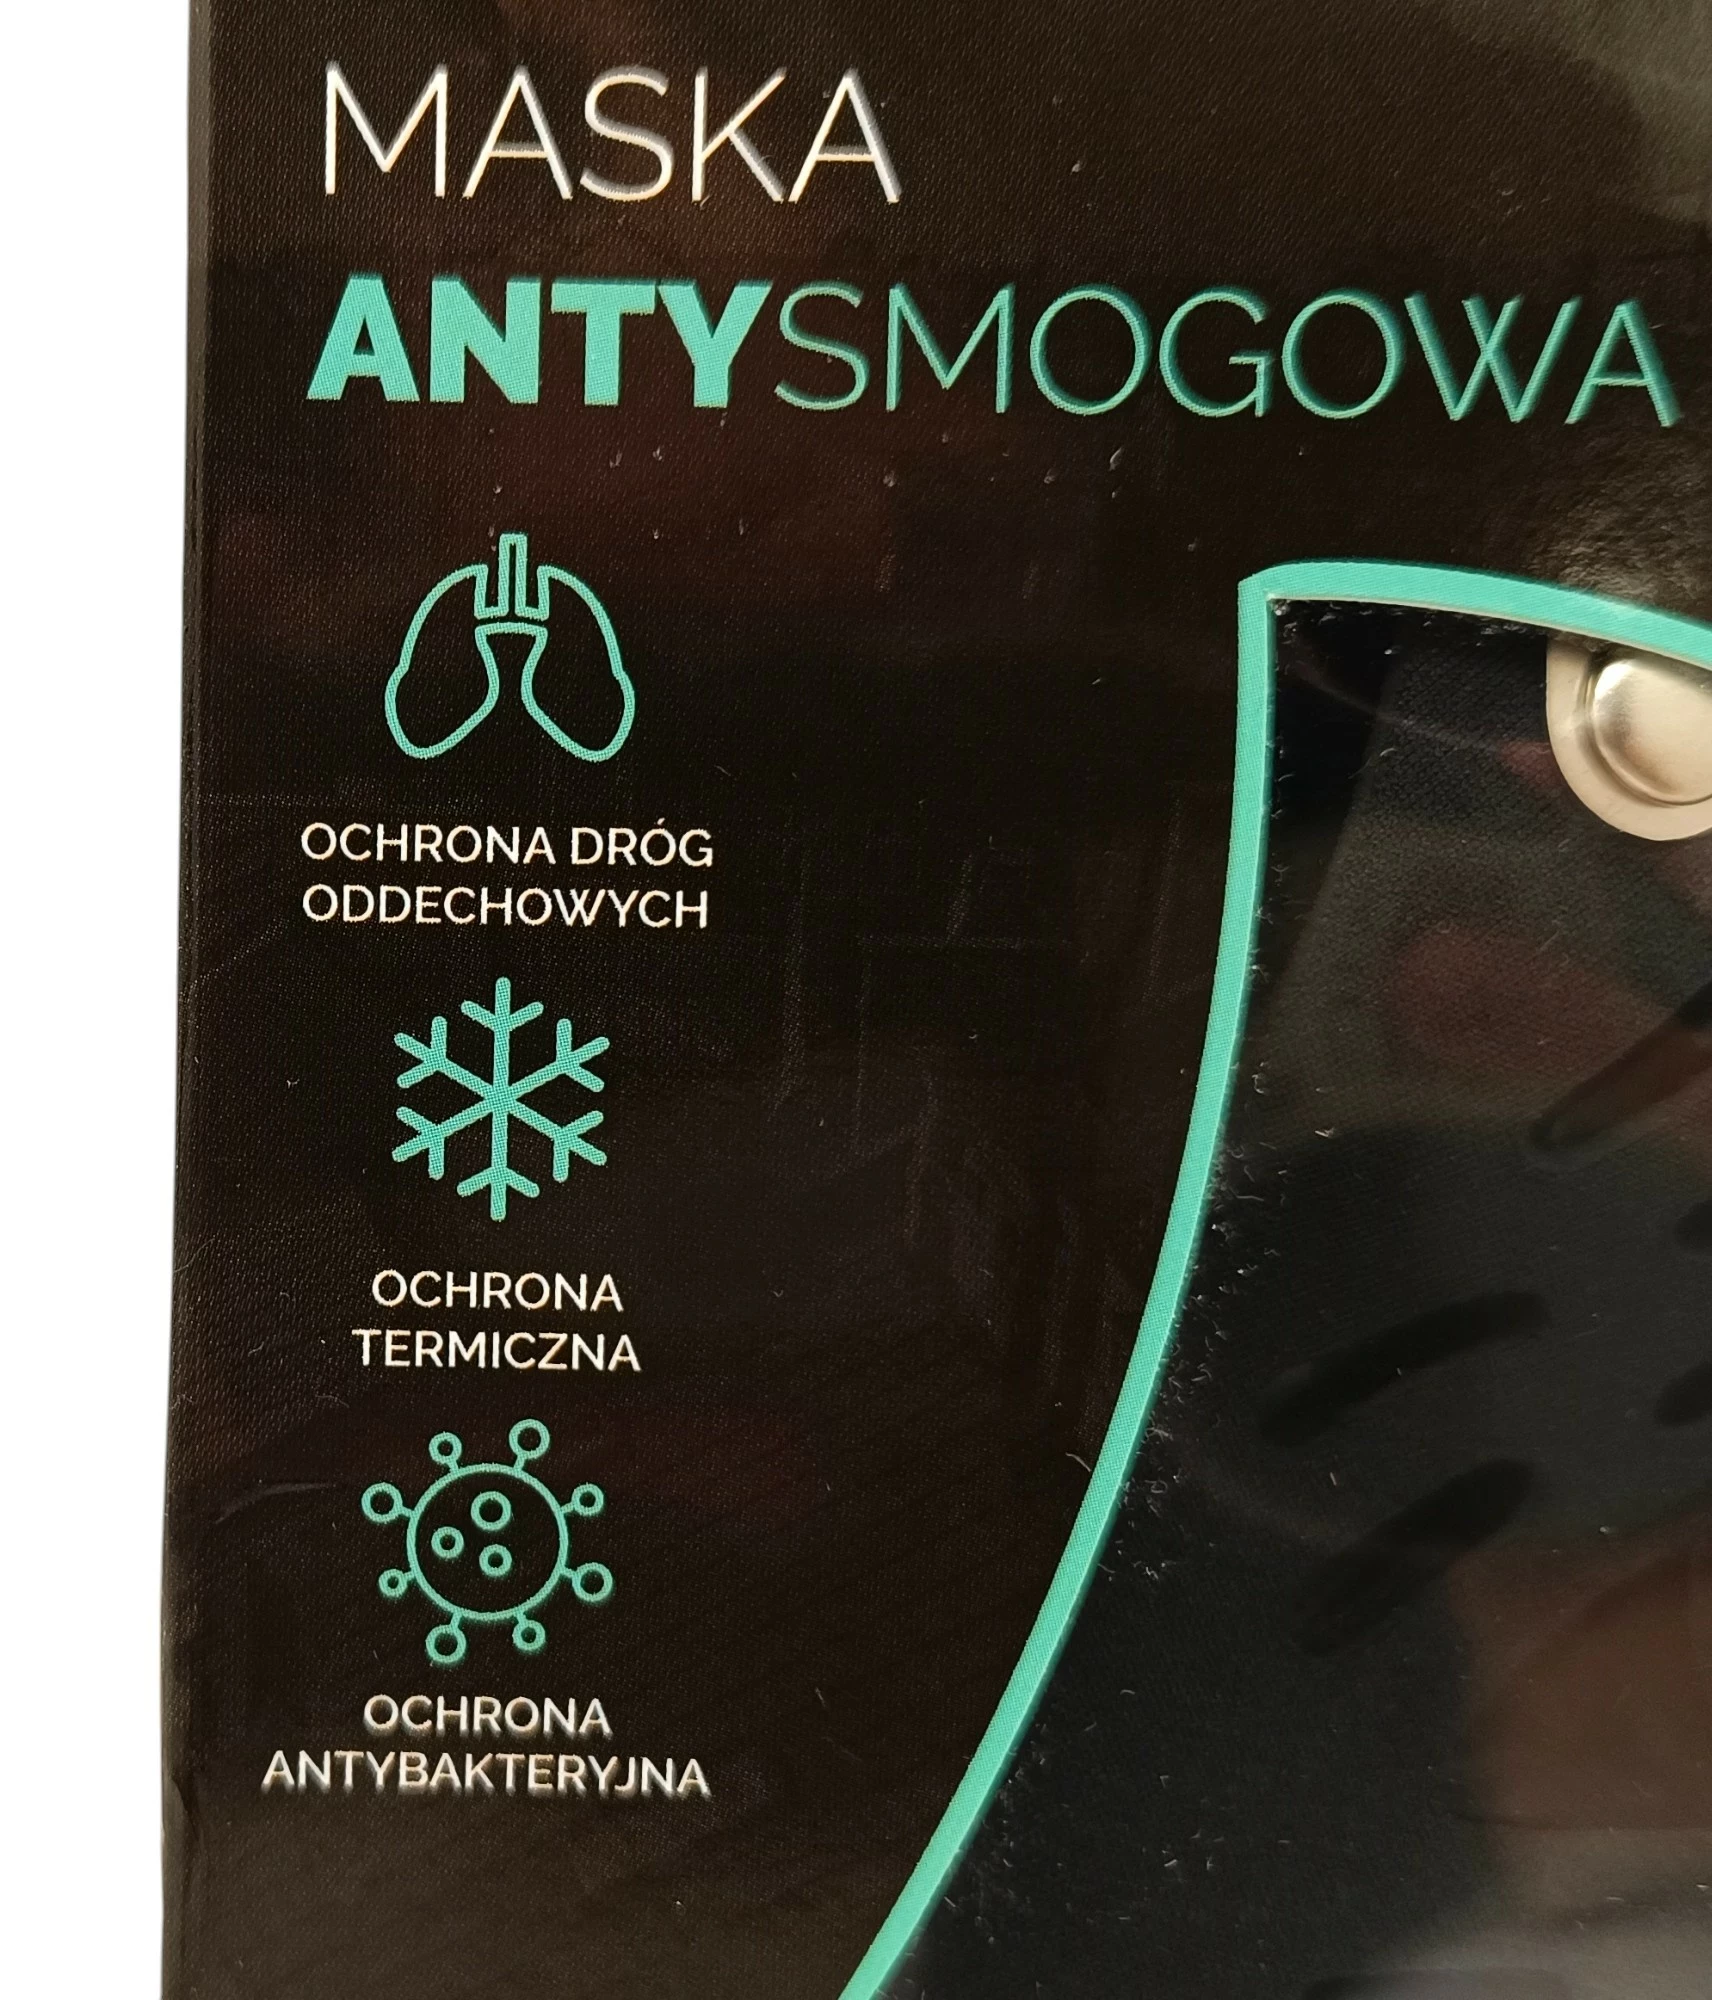 MASKA
ANTYSMOGOWA
OCHRONA DRÓG
ODDECHOWYCH
OCHRONA
TERMICZNA
OCHRONA
ANTYBAKTERYJNA